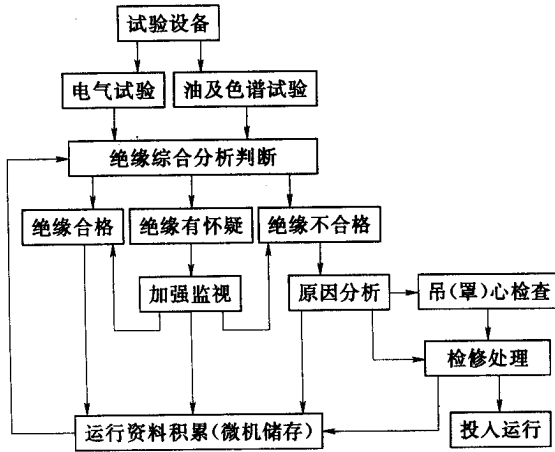 试验设备
电气试验
油及色谱试验
绝缘综合分析判断
绝缘合格
绝缘有怀疑
绝缘不合格
加强监视
原因分析
吊(罩)心检查
检修处理
运行资料积累(微机储存)
投入运行